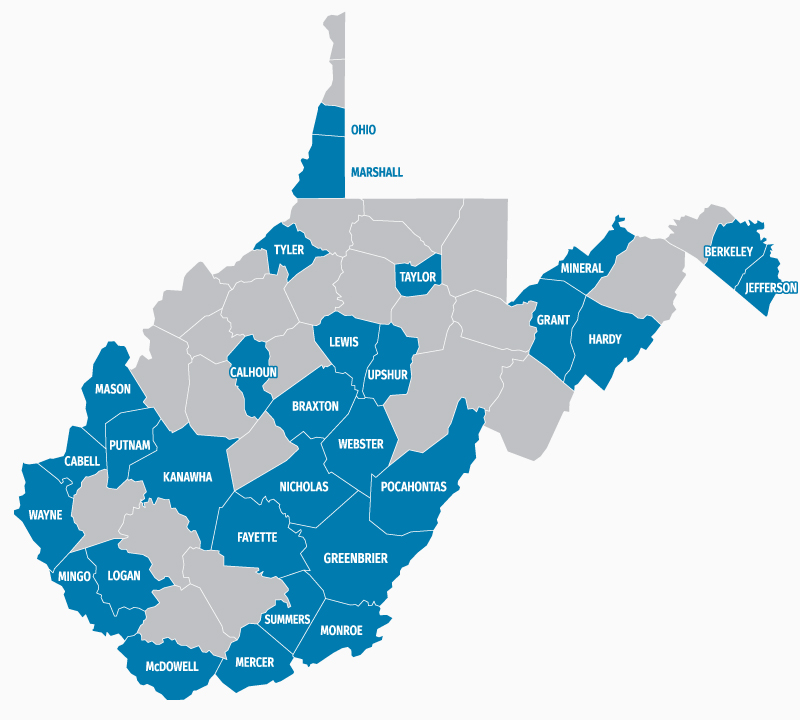 OHIO
MARSHALL
TYLER
TAYLOR
MINERAL
BERKELEY
JEFFERSON
GRANT
HARDY
LEWIS
CALHOUN
UPSHUR
MASON
BRAXTON
PUTNAM
WEBSTER
CABELL
KANAWHA
NICHOLAS
POCAHONTAS
WAYNE
FAYETTE
GREENBRIER
MINGO
LOGAN
SUMMERS
MONROE
McDOWELL
MERCER